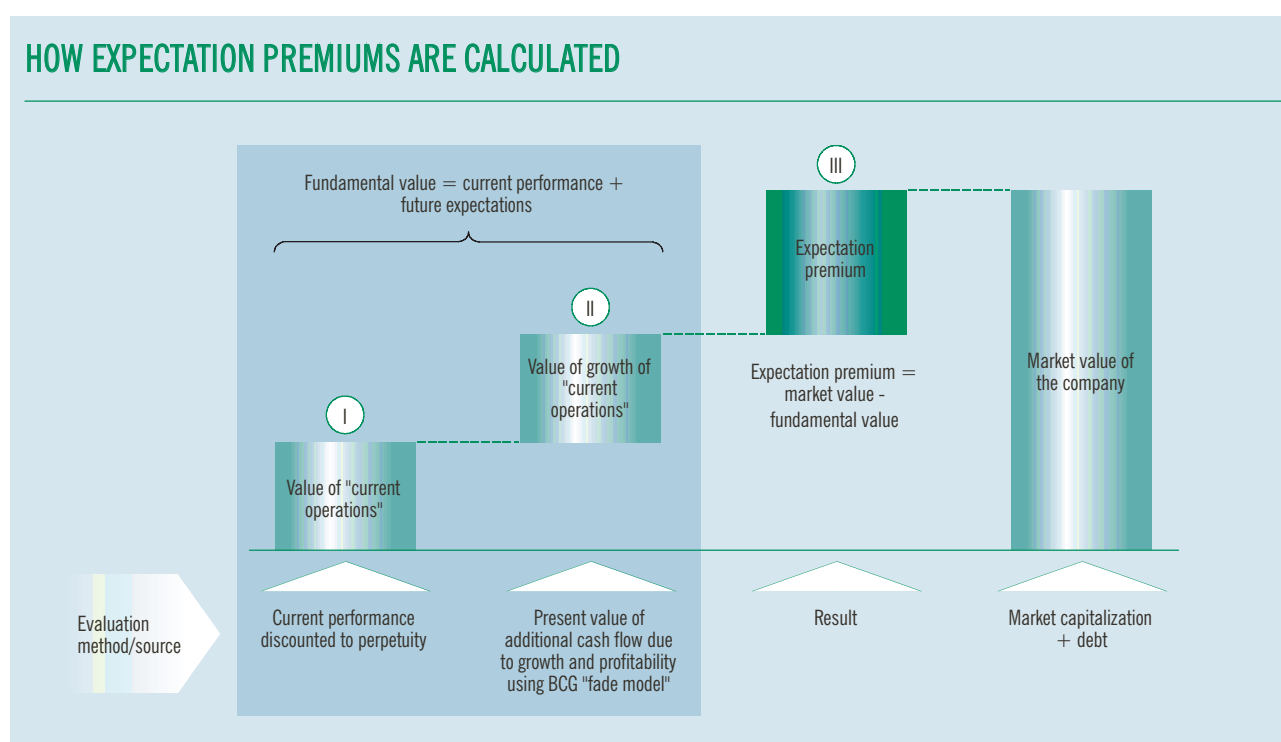 HOW EXPECTATION PREMIUMS ARE CALCULATED
Fundamental value = current performance +
future expectations
I
Value of "current
operations"
II
Value of growth of
"current
operations"
III
Expectation
premium
Expectation premium =
market value -
fundamental value
Market value of
the company
Evaluation
method/source
Current performance
discounted to perpetuity
Present value of
additional cash flow due
to growth and profitability
using BCG "fade model"
Result
Market capitalization
+ debt